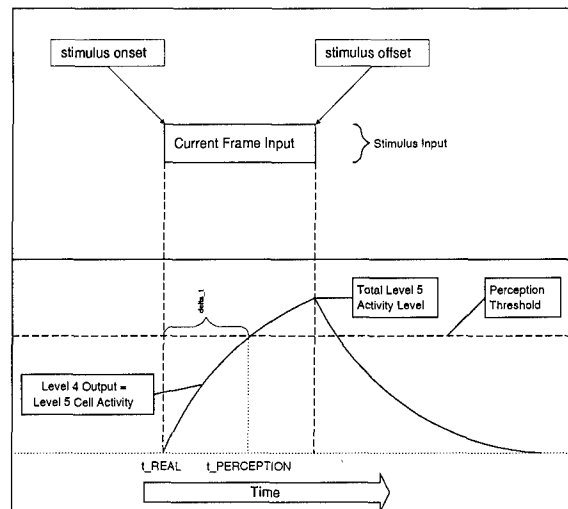 stimulus onset
stimulus offset
Current Frame Input
Stimulus Input
delta_t
Total Level 5
Activity Level
Perception
Threshold
Level 4 Output =
Level 5 Cell Activity
t_REAL
t_PERCEPTION
Time